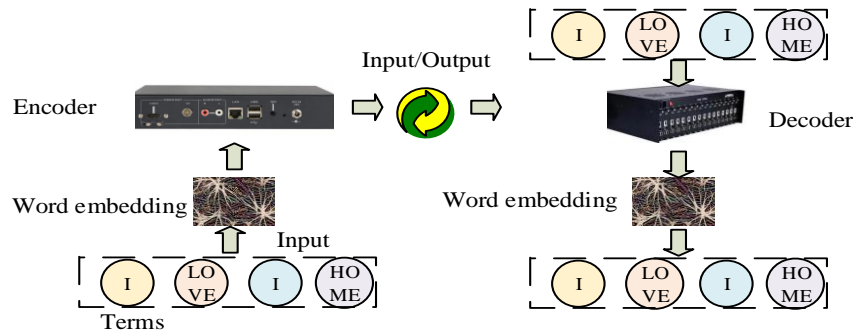 I
LO
VE
I
HO
ME
Input/Output
Encoder
Decoder
Word embedding
Word embedding
Input
I
LO
VE
I
HO
ME
I
LO
VE
I
HO
ME
Terms